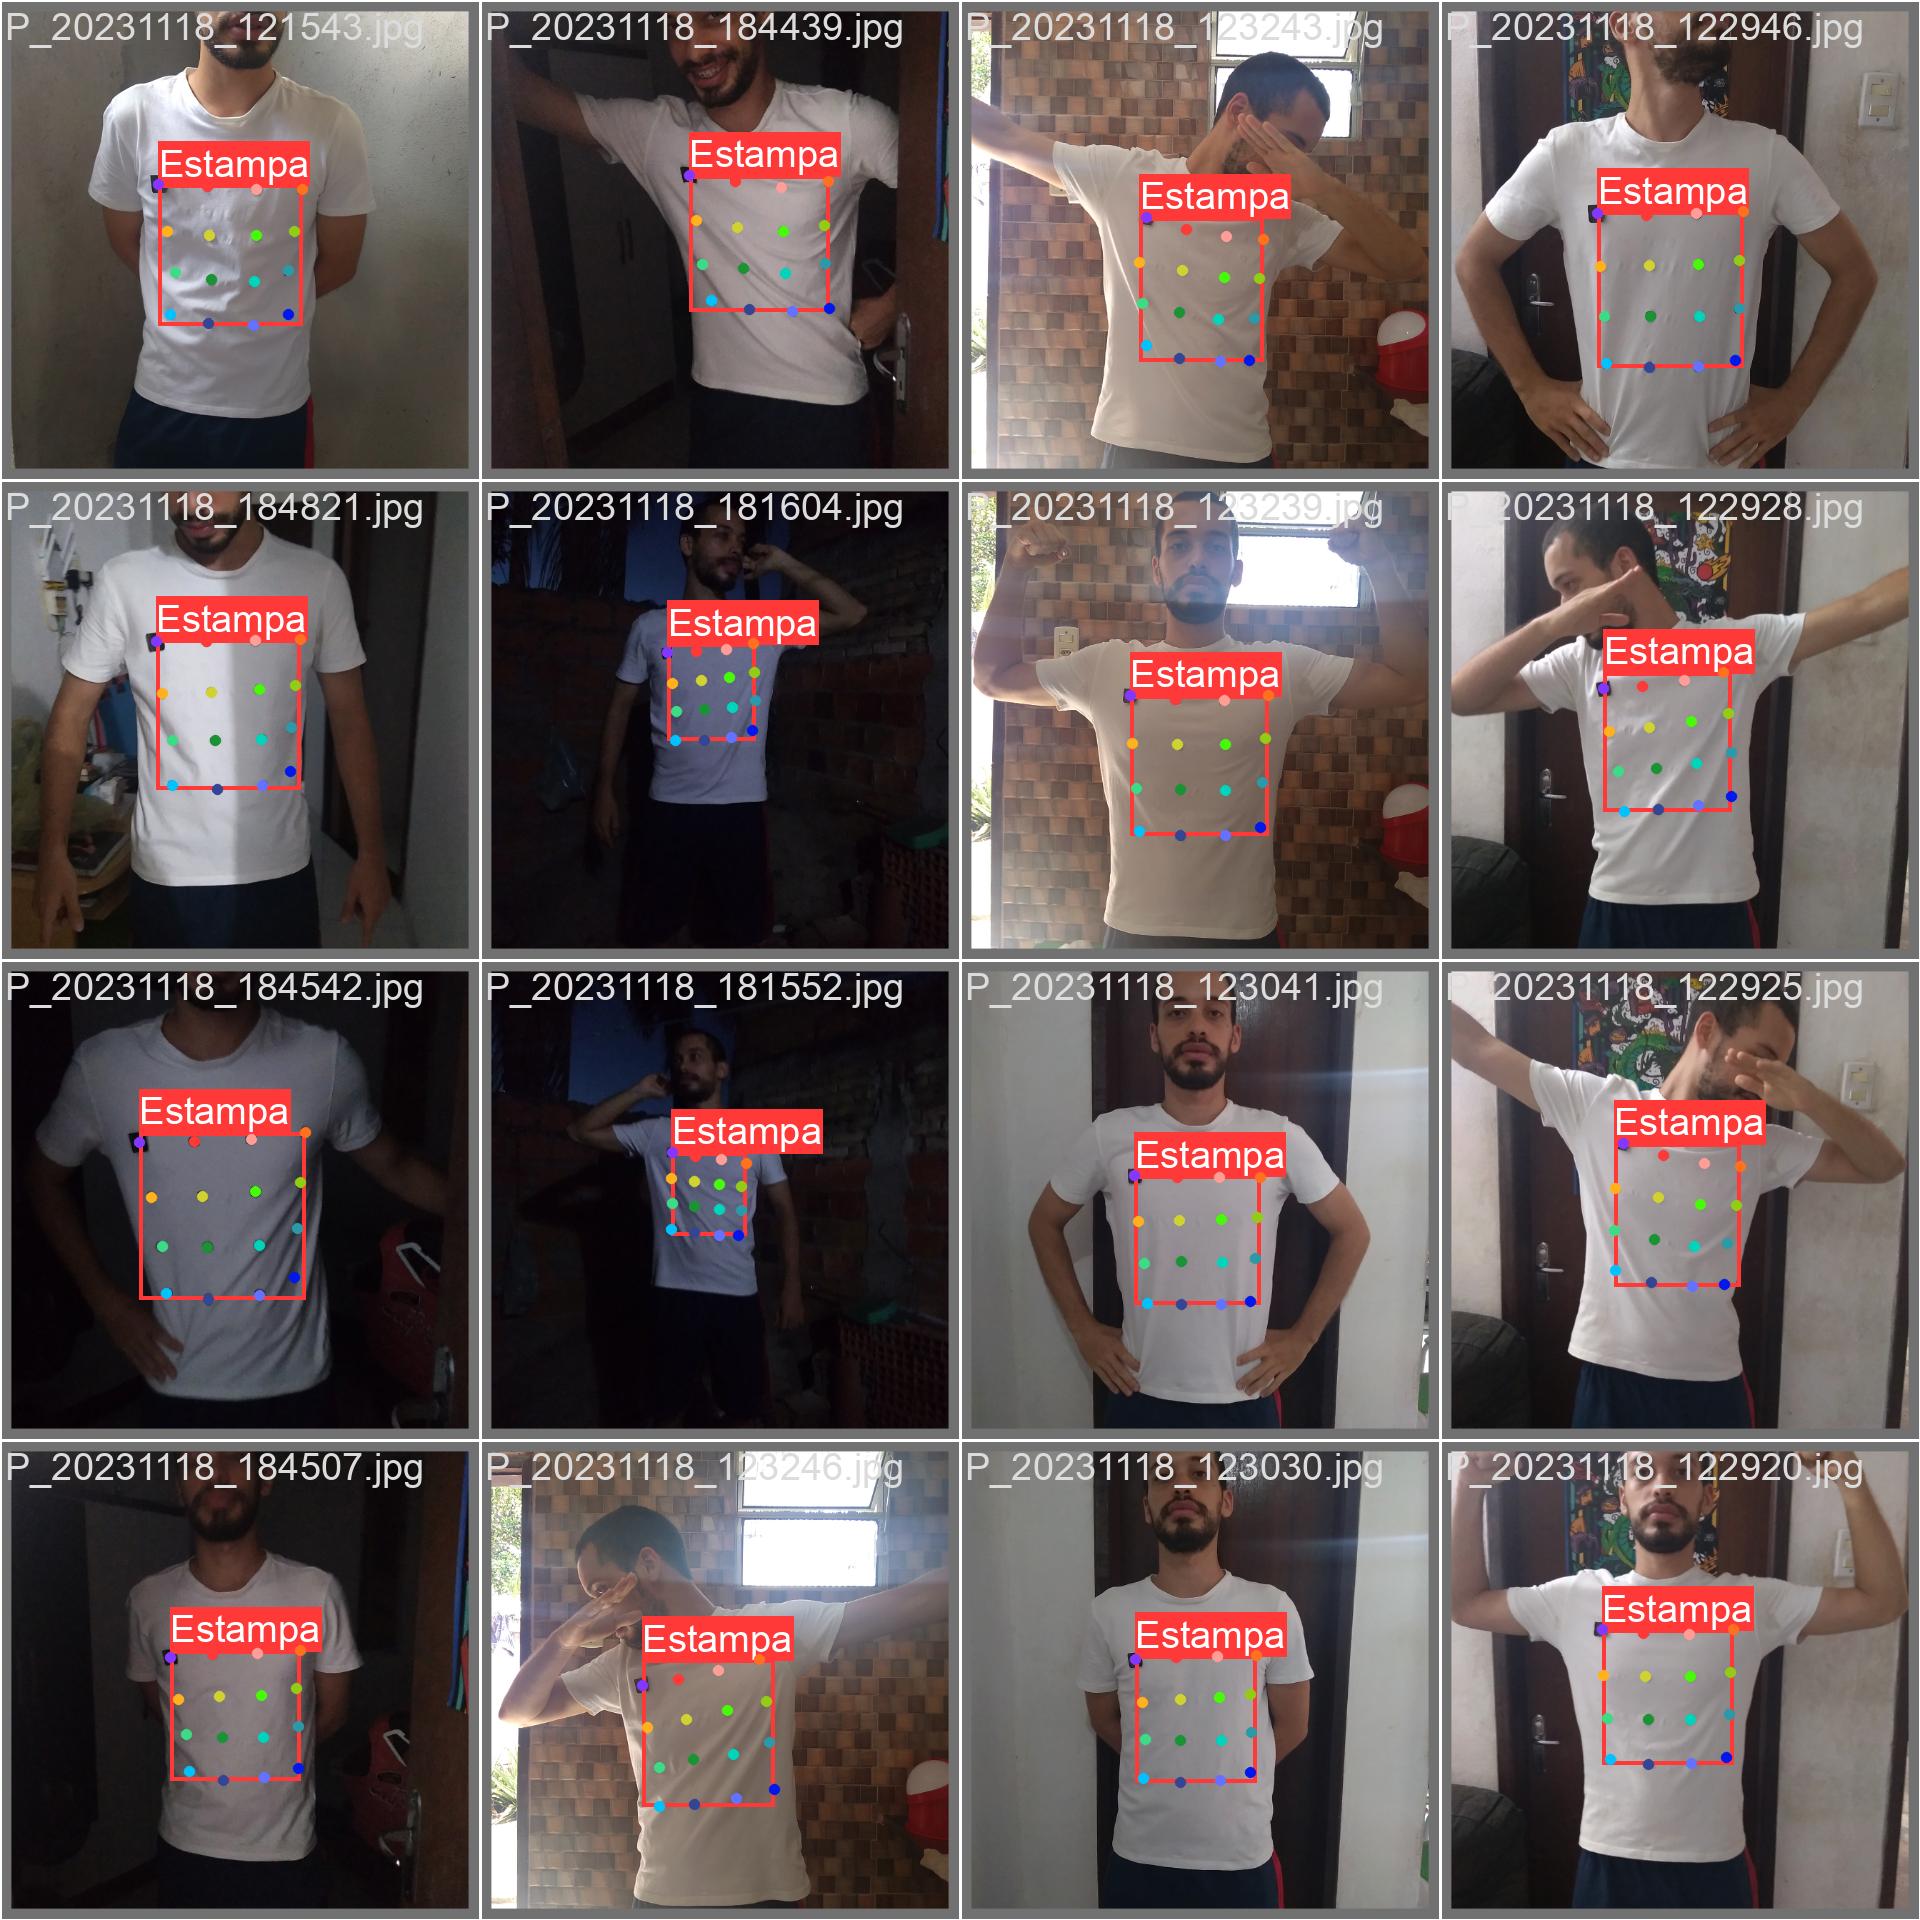 P_20231118_121543.jpg
P_20231118_184439.jpg
P_20231118_123243.jpg
P_20231118_122946.jpg
Estampa
Estampa
Estampa
Estampa
P_20231118_184821.jpg
P_20231118_181604.jpg
P_20231118_123239.jpg
P_20231118_122928.jpg
Estampa
Estampa
Estampa
Estampa
P_20231118_184542.jpg
P_20231118_181552.jpg
P_20231118_123041.jpg
P_20231118_122925.jpg
Estampa
Estampa
Estampa
Estampa
P_20231118_184507.jpg
P_20231118_123246.jpg
P_20231118_123030.jpg
P_20231118_122920.jpg
Estampa
Estampa
Estampa
Estampa